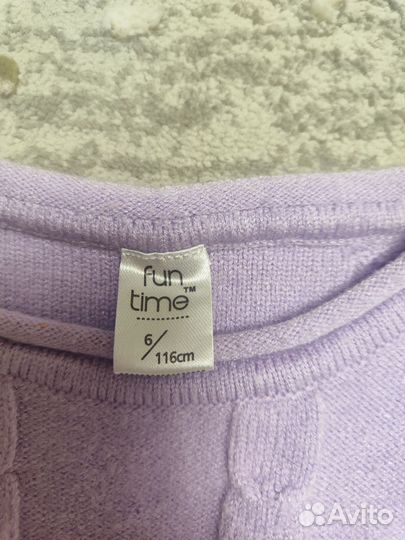 fun
time™
6/
116cm
Avito